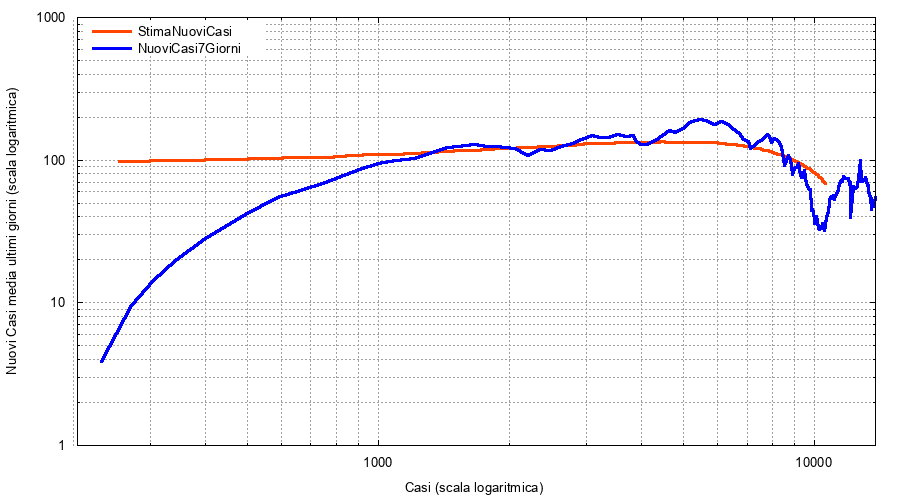 1000
StimaNuoviCasi
NuoviCasi7Giorni
100
10
1
1000
10000
Nuovi Casi media ultimi giorni (scala logaritmica)
Casi (scala logaritmica)